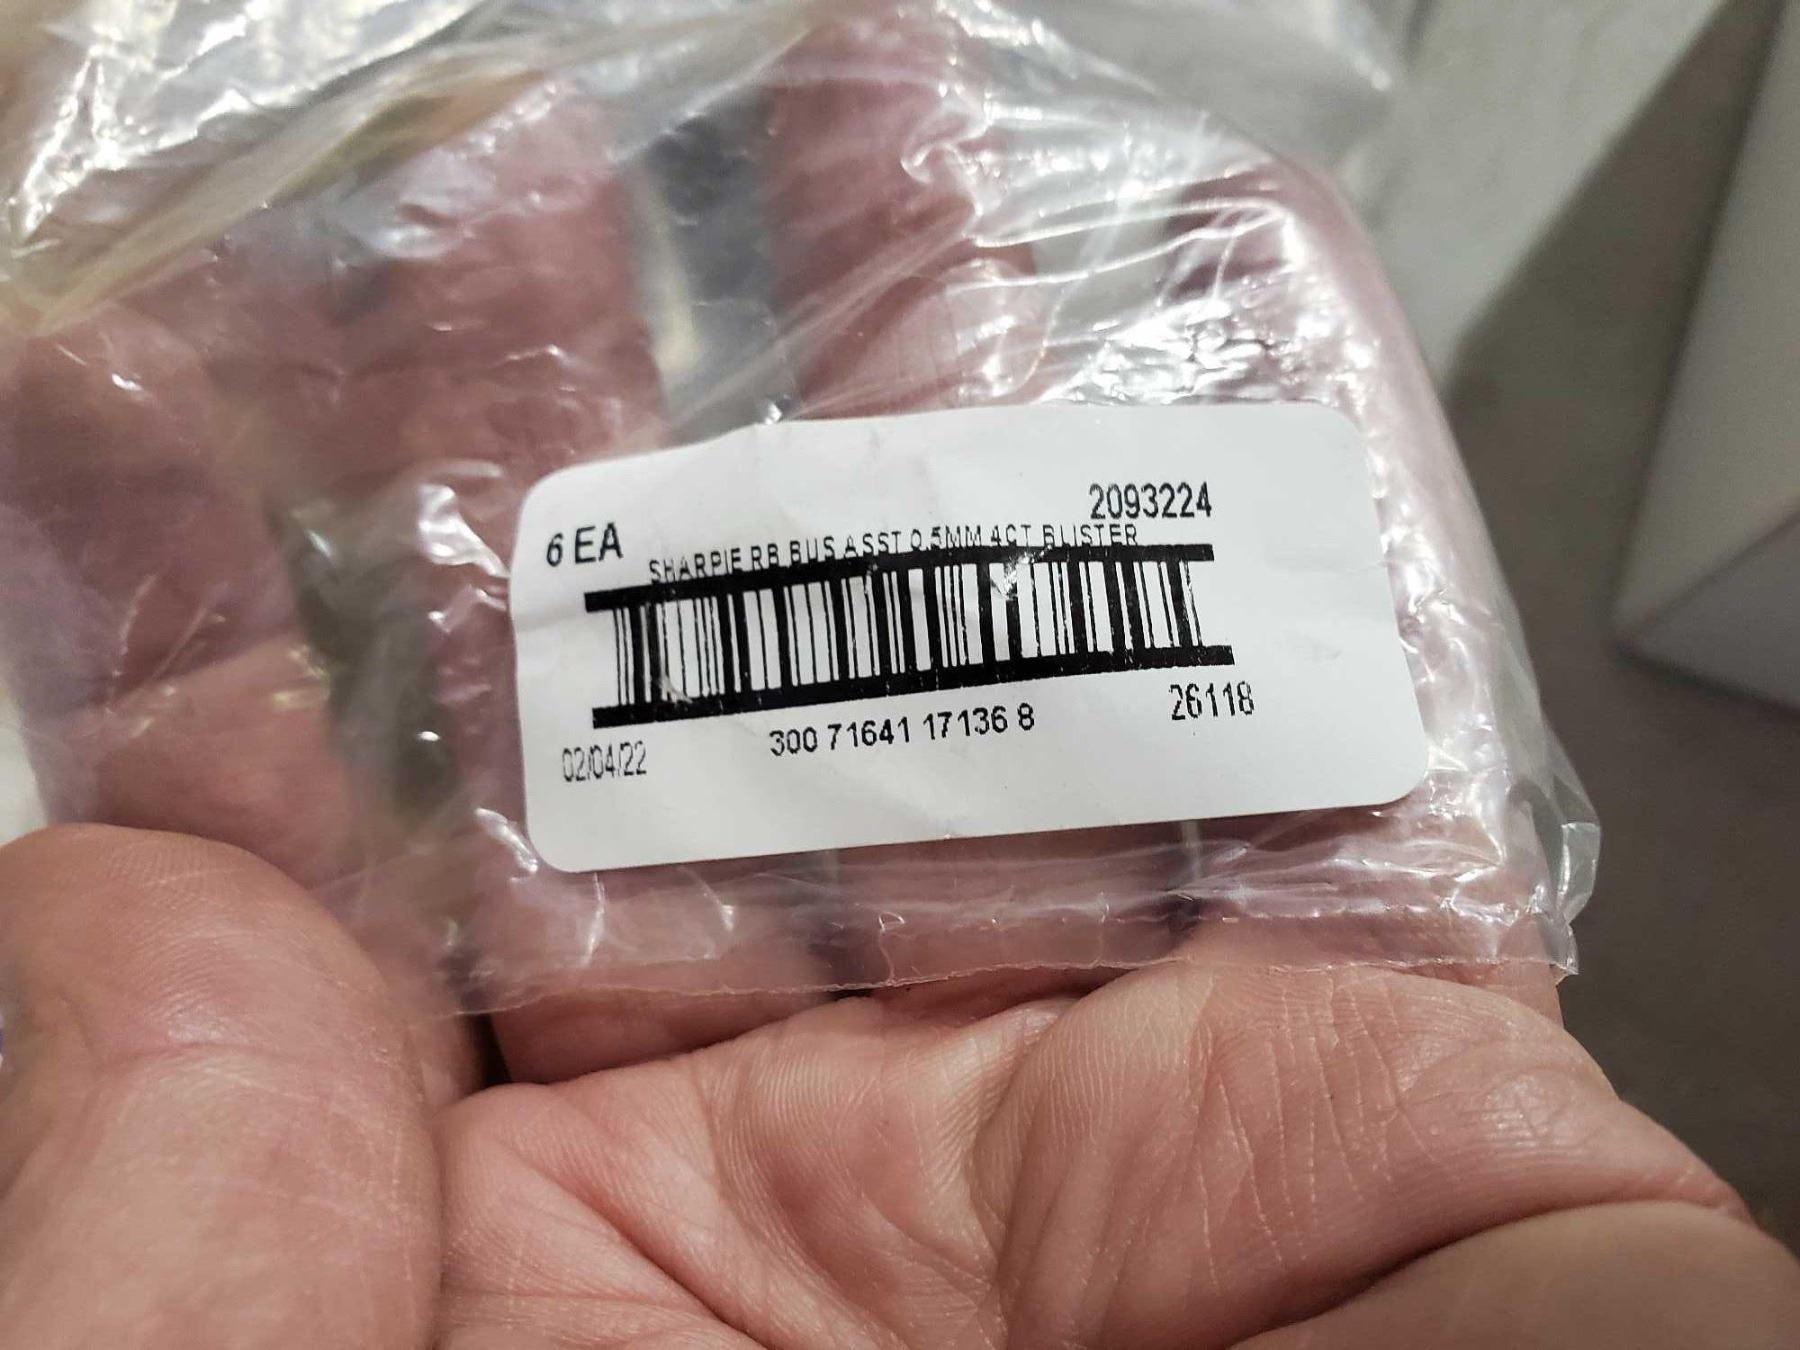 2093224
6 EA
SHARPIE RB BUS ASST 0.5MM 4CT BLISTER
300 71641 17136 8
26118
02/04/22